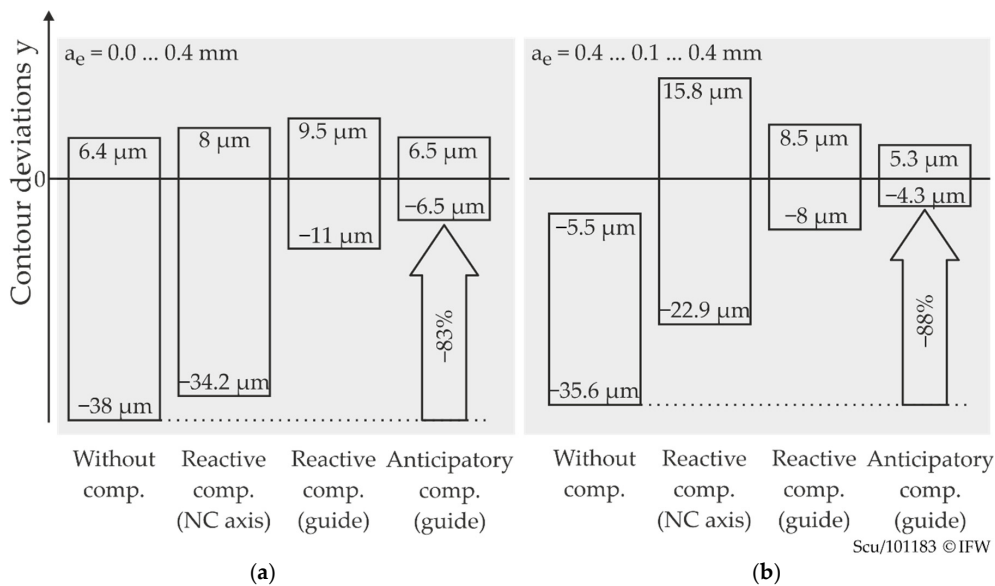 Contour deviations y
0
aₑ = 0.0 ... 0.4 mm
6.4 µm
−38 µm
8 µm
−34.2 µm
9.5 µm
−11 µm
6.5 µm
−6.5 µm
−83%
Without
comp.
Reactive
comp.
(NC axis)
Reactive
comp.
(guide)
Anticipatory
comp.
(guide)
(a)
aₑ = 0.4 ... 0.1 ... 0.4 mm
−5.5 µm
−35.6 µm
15.8 µm
−22.9 µm
8.5 µm
−8 µm
5.3 µm
−4.3 µm
−88%
Without
comp.
Reactive
comp.
(NC axis)
Reactive
comp.
(guide)
Anticipatory
comp.
(guide)
Scu/101183 © IFW
(b)